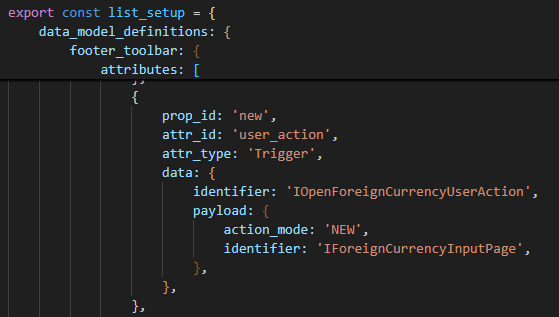 export const list_setup = {
    data_model_definitions: {
        footer_toolbar: {
            attributes: [
                {
                    prop_id: 'new',
                    attr_id: 'user_action',
                    attr_type: 'Trigger',
                    data: {
                        identifier: 'IOpenForeignCurrencyUserAction',
                        payload: {
                            action_mode: 'NEW',
                            identifier: 'IForeignCurrencyInputPage',
                        },
                    },
                },